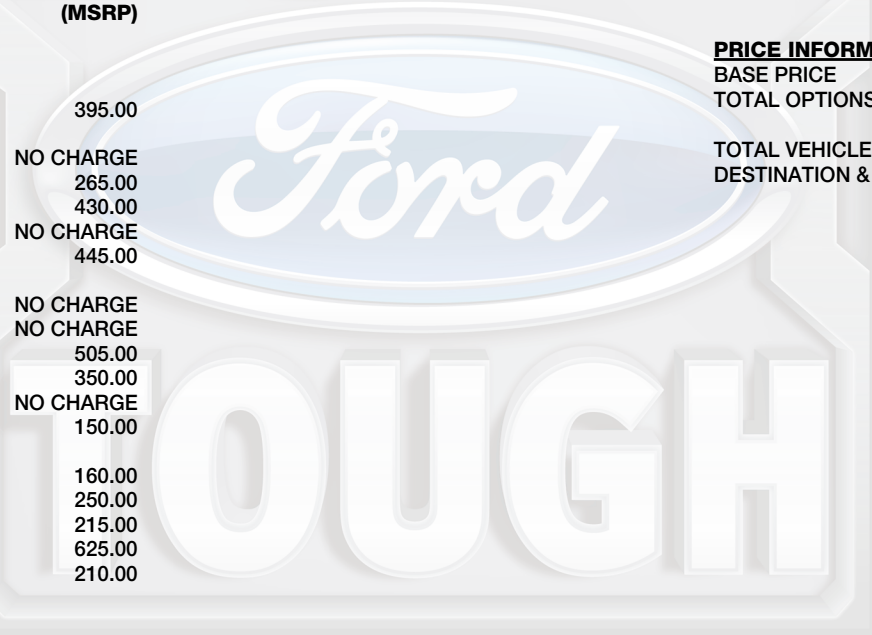 (MSRP)
395.00
NO CHARGE
265.00
430.00
NO CHARGE
445.00
NO CHARGE
NO CHARGE
505.00
350.00
NO CHARGE
150.00
160.00
250.00
215.00
625.00
210.00
PRICE INFORM
BASE PRICE
TOTAL OPTIONS
TOTAL VEHICLE
DESTINATION &
Ford
TOUGH